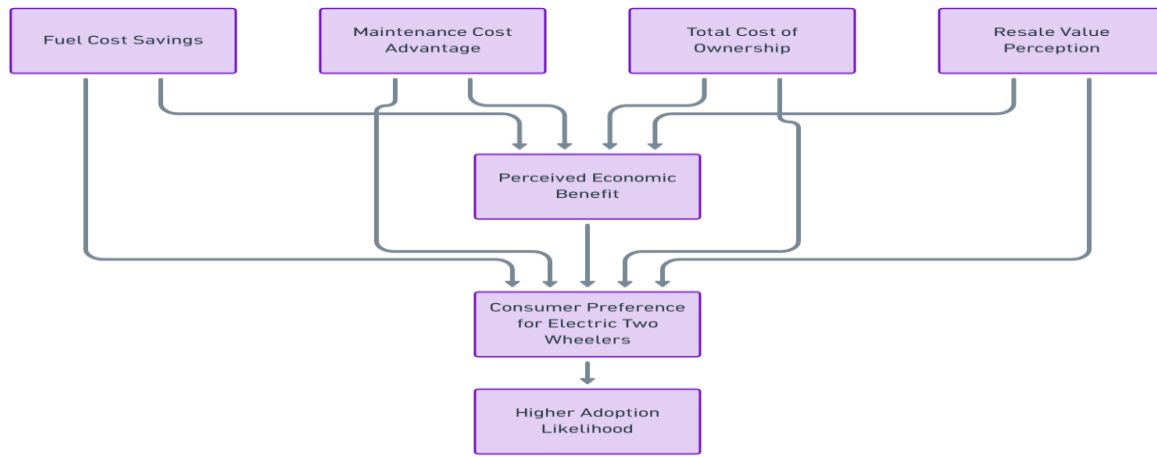 Fuel Cost Savings
Maintenance Cost
Advantage
Total Cost of
Ownership
Resale Value
Perception
Perceived Economic
Benefit
Consumer Preference
for Electric Two
Wheelers
Higher Adoption
Likelihood